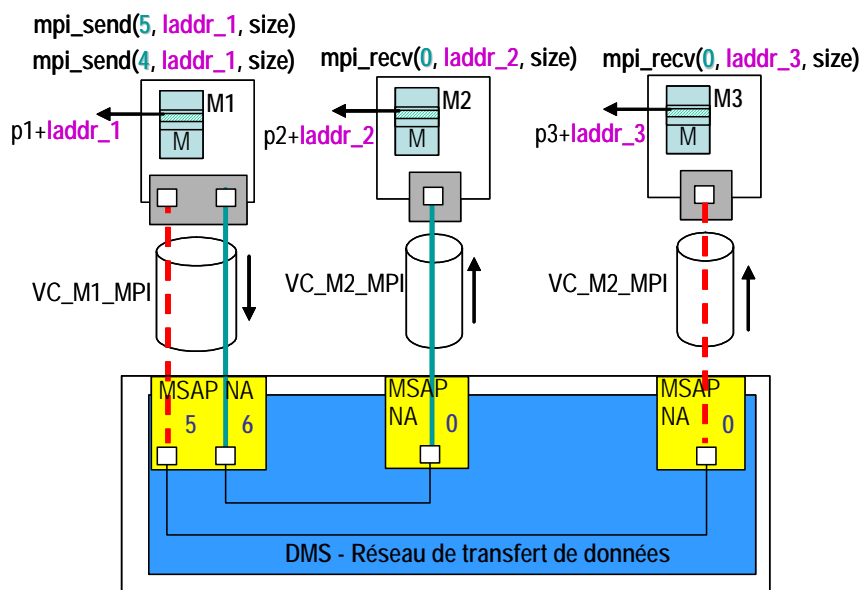 mpi_send(5, laddr_1, size)
mpi_send(4, laddr_1, size)
mpi_recv(0, laddr_2, size)
mpi_recv(0, laddr_3, size)
M1
M
p1+laddr_1
M2
M
p2+laddr_2
M3
M
p3+laddr_3
VC_M1_MPI
VC_M2_MPI
VC_M2_MPI
MSAP NA
5 6
MSAP
NA 0
MSAP
NA 0
DMS - Réseau de transfert de données